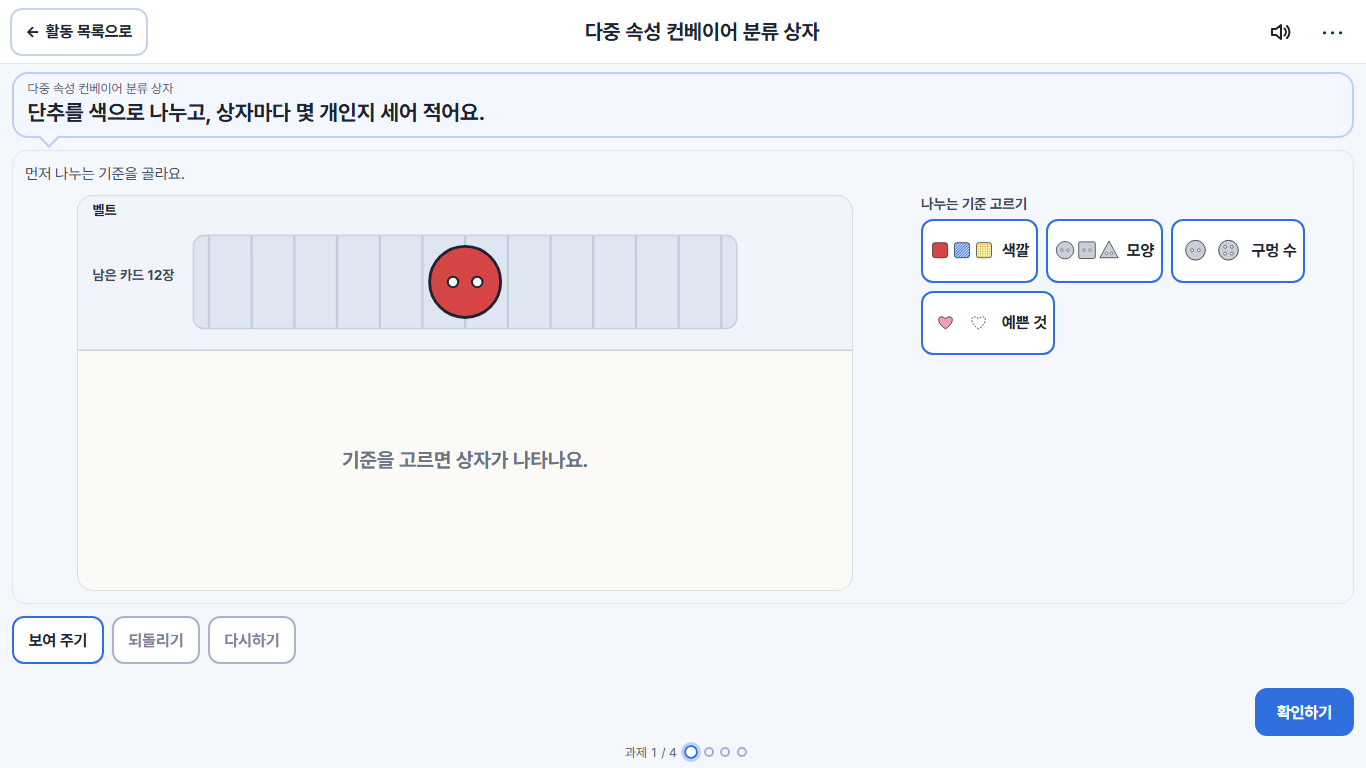 ← 활동 목록으로
다중 속성 컨베이어 분류 상자
다중 속성 컨베이어 분류 상자
단추를 색으로 나누고, 상자마다 몇 개인지 세어 적어요.
먼저 나누는 기준을 골라요.
벨트
남은 카드 12장
기준을 고르면 상자가 나타나요.
나누는 기준 고르기
색깔
모양
구멍 수
예쁜 것
보여 주기
되돌리기
다시하기
확인하기
과제 1 / 4